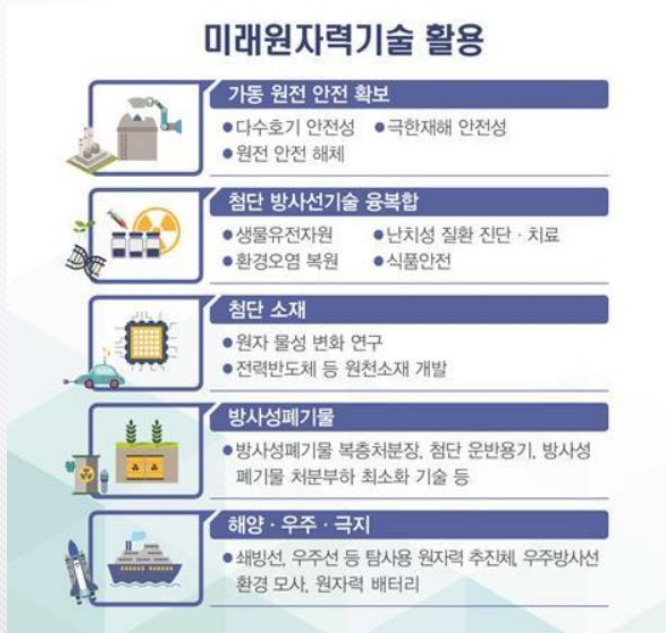 미래원자력기술 활용
가동 원전 안전 확보
●다수호기 안전성 ●극한재해 안전성
●원전 안전 해체
첨단 방사선기술 융복합
●생물유전자원 ●난치성 질환 진단 · 치료
●환경오염 복원 ●식품안전
첨단 소재
●원자 물성 변화 연구
●전력반도체 등 원천소재 개발
방사성폐기물
●방사성폐기물 복층처분장, 첨단 운반용기, 방사성
폐기물 처분부하 최소화 기술 등
해양 · 우주 · 극지
●쇄빙선, 우주선 등 탐사용 원자력 추진체, 우주방사선
환경 모사, 원자력 배터리